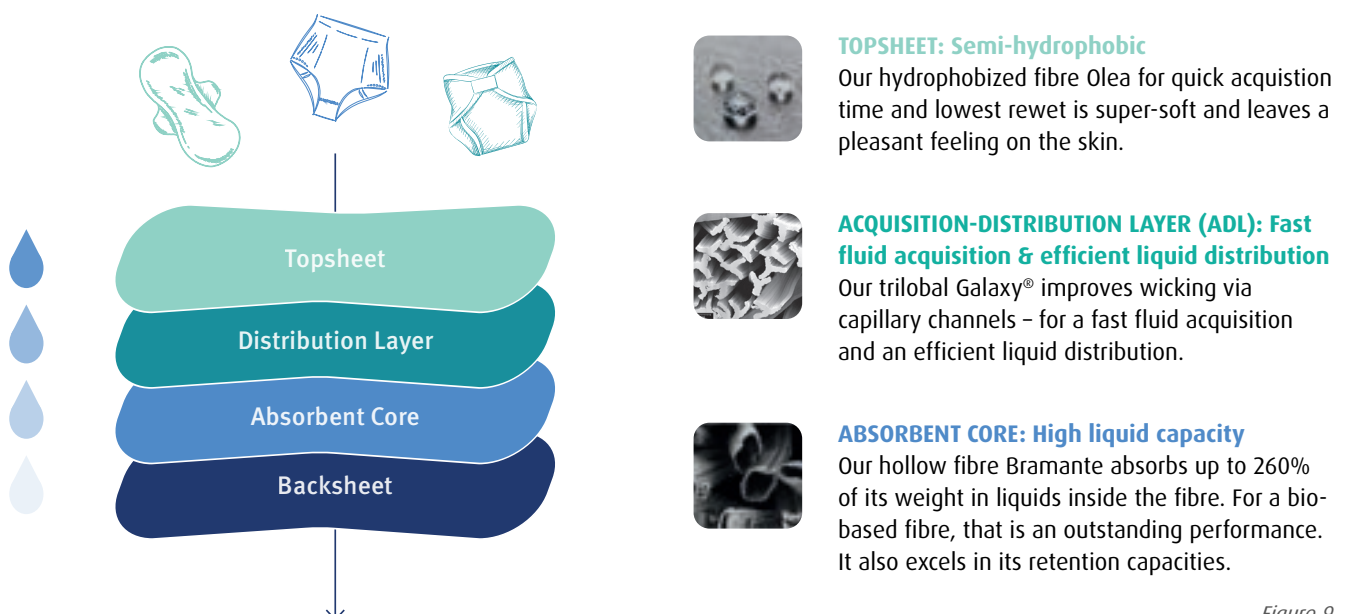 Topsheet
Distribution Layer
Absorbent Core
Backsheet
TOPSHEET: Semi-hydrophobic
Our hydrophobized fibre Olea for quick acquistion
time and lowest rewet is super-soft and leaves a
pleasant feeling on the skin.
ACQUISITION-DISTRIBUTION LAYER (ADL): Fast
fluid acquisition & efficient liquid distribution
Our trilobal Galaxy® improves wicking via
capillary channels – for a fast fluid acquisition
and an efficient liquid distribution.
ABSORBENT CORE: High liquid capacity
Our hollow fibre Bramante absorbs up to 260%
of its weight in liquids inside the fibre. For a bio-
based fibre, that is an outstanding performance.
It also excels in its retention capacities.
Figure 9